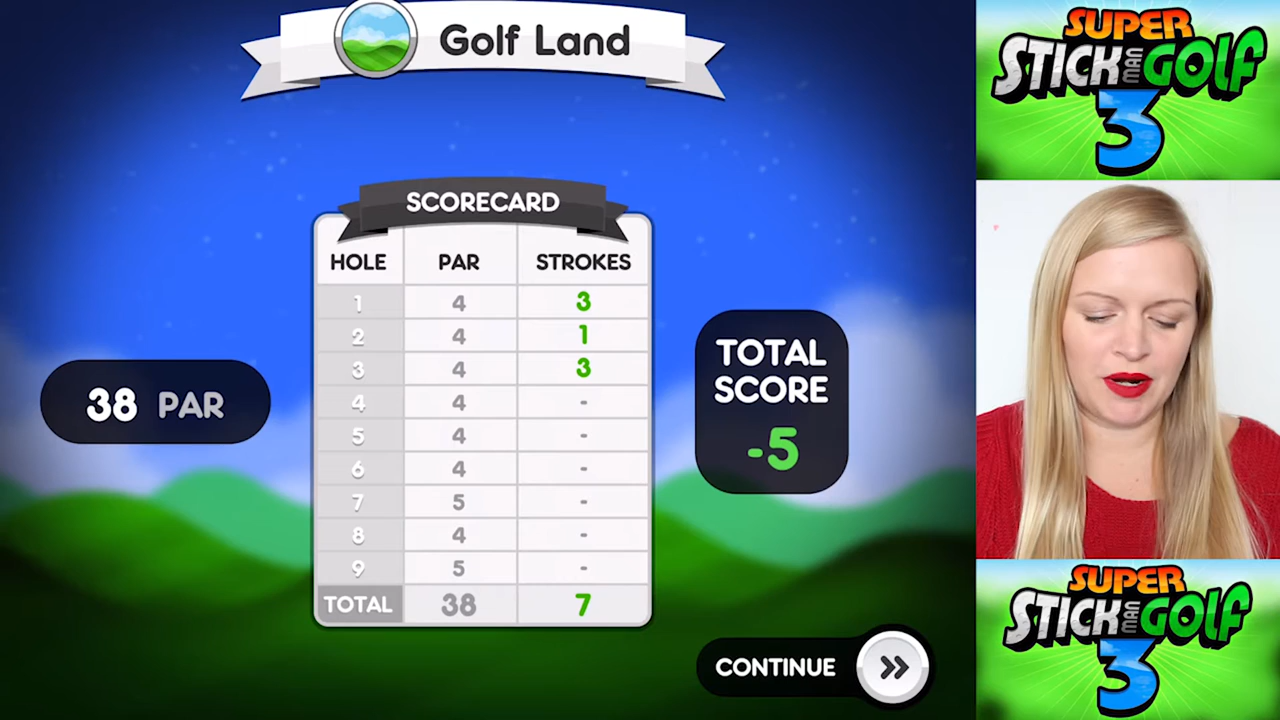 Golf Land
SCORECARD
HOLE PAR STROKES
1 4 3
2 4 1
3 4 3
4 4 -
5 4 -
6 4 -
7 5 -
8 4 -
9 5 -
TOTAL 38 7
38 PAR
TOTAL
SCORE
-5
CONTINUE
SUPER
STICK MAN GOLF
3
SUPER
STICK MAN GOLF
3